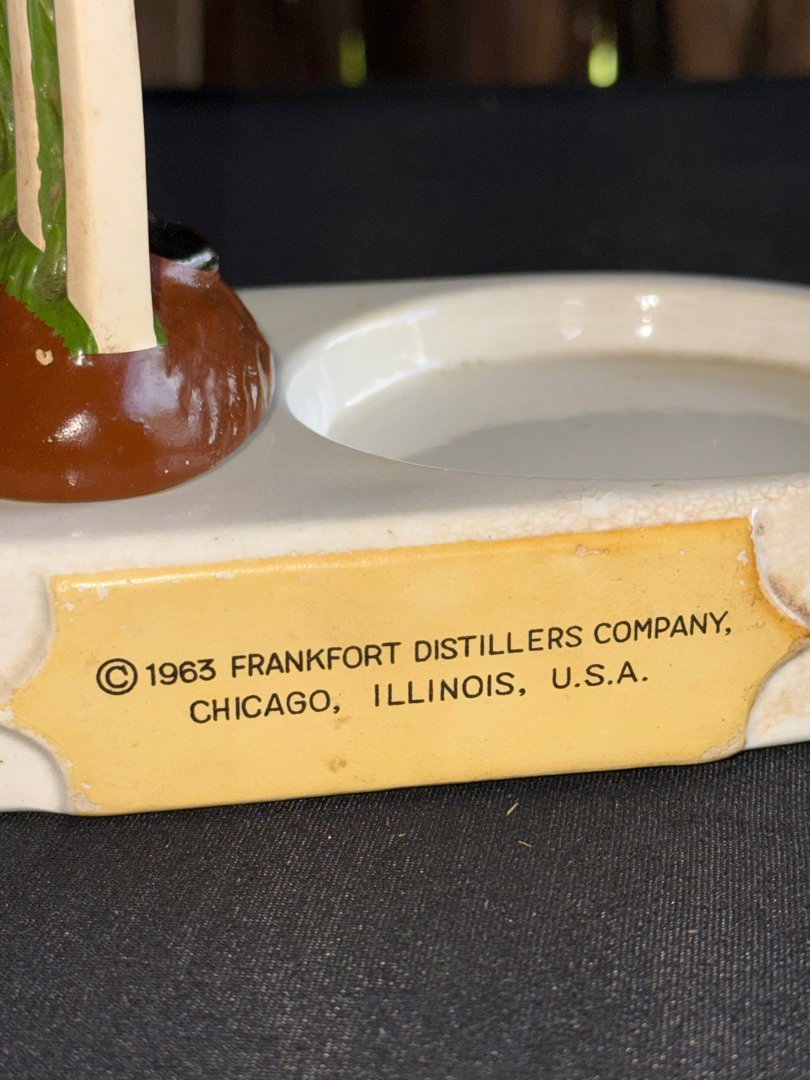 © 1963 FRANKFORT DISTILLERS COMPANY,
CHICAGO, ILLINOIS, U.S.A.